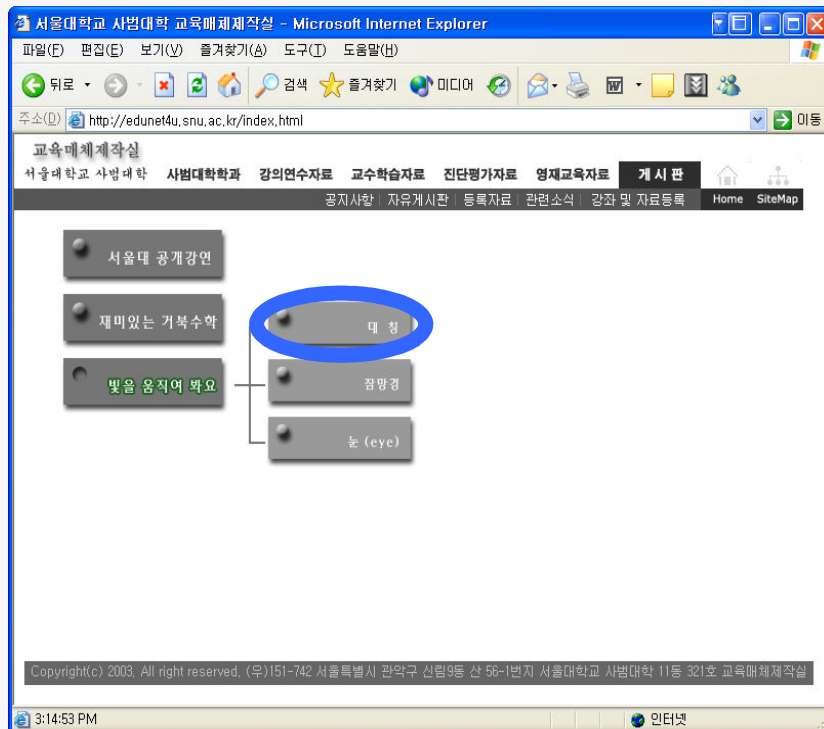 서울대학교 사범대학 교육매체제작실 - Microsoft Internet Explorer
파일(F) 편집(E) 보기(V) 즐겨찾기(A) 도구(T) 도움말(H)
뒤로 검색 즐겨찾기 미디어
주소(D) http://edunet4u.snu.ac.kr/index.html 이동
교육매체제작실
서울대학교 사범대학 사범대학학과 강의연수자료 교수학습자료 진단평가자료 영재교육자료 게시판
공지사항 | 자유게시판 | 등록자료 | 관련소식 | 강좌 및 자료등록 Home SiteMap
서울대 공개강연
재미있는 거북수학
대 칭
빛을 움직여 봐요
잠망경
눈 (eye)
Copyright(c) 2003, All right reserved, (우)151-742 서울특별시 관악구 신림9동 산 56-1번지 서울대학교 사범대학 11동 321호 교육매체제작실
3:14:53 PM 인터넷